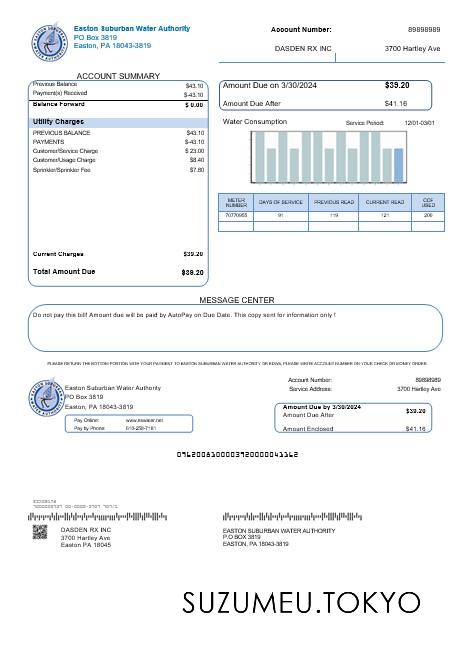 Easton Suburban Water Authority
PO Box 3819
Easton, PA 18043-3819
Account Number: 89898989
DASDEN RX INC 3700 Hartley Ave
ACCOUNT SUMMARY
Previous Balance $43.10
Payment(s) Received $-43.10
Balance Forward $ 0.00
Utility Charges
PREVIOUS BALANCE $43.10
PAYMENTS $-43.10
Customer/Service Charge $ 23.00
Customer/Usage Charge $8.40
Sprinkler/Sprinkler Fee $7.80
Current Charges $39.20
Total Amount Due $39.20
Amount Due on 3/30/2024 $39.20
Amount Due After $41.16
Water Consumption Service Period: 12/01-03/01
METER NUMBER DAYS OF SERVICE PREVIOUS READ CURRENT READ CCF USED
70770955 91 119 121 200
MESSAGE CENTER
Do not pay this bill! Amount due will be paid by AutoPay on Due Date. This copy sent for information only !
PLEASE RETURN THE BOTTOM PORTION WITH YOUR PAYMENT TO EASTON SUBURBAN WATER AUTHORITY OR ESWA, PLEASE WRITE ACCOUNT NUMBER ON YOUR CHECK OR MONEY ORDER
Easton Suburban Water Authority
PO Box 3819
Easton, PA 18043-3819
Pay Online: www.eswater.net
Pay by Phone: 610-258-7181
Account Number: 89898989
Service Address: 3700 Hartley Ave
Amount Due by 3/30/2024 $39.20
Amount Due After
Amount Enclosed $41.16
DASDEN RX INC
3700 Hartley Ave
Easton PA 18045
EASTON SUBURBAN WATER AUTHORITY
P.O BOX 3819
EASTON, PA 18043-3819
SUZUMEU.TOKYO